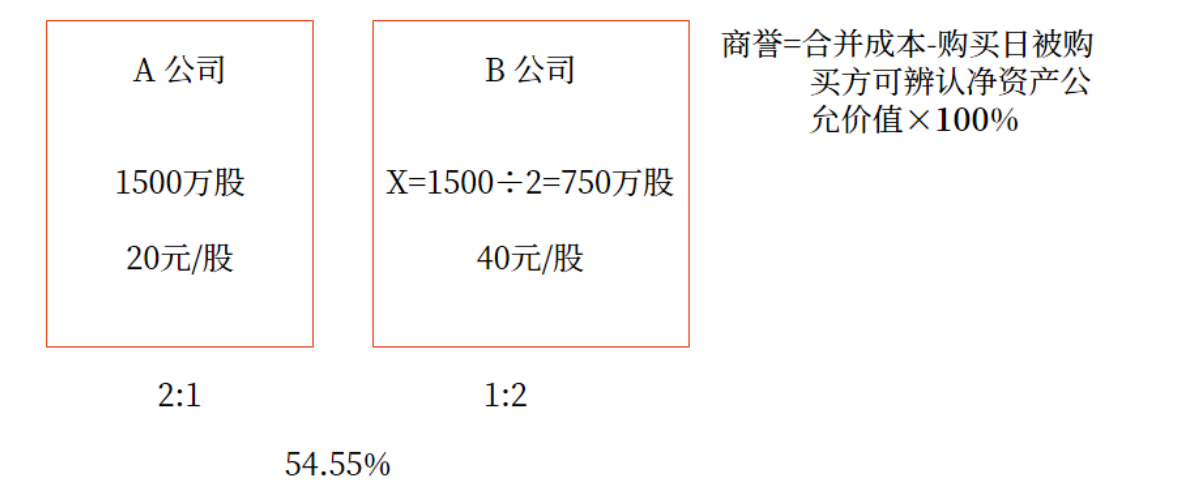 A 公司
1500万股
20元/股
B 公司
X=1500÷2=750万股
40元/股
商誉=合并成本-购买日被购
买方可辨认净资产公
允价值×100%
2:1
1:2
54.55%